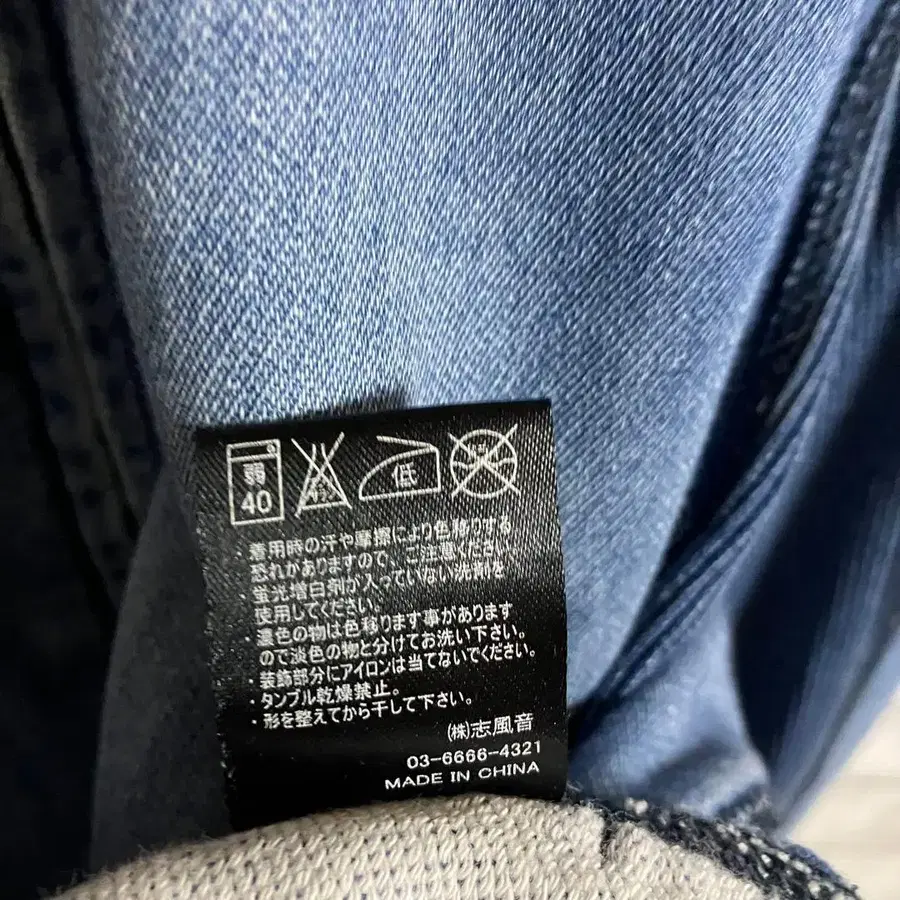 弱
40
低
・着用時の汗や摩擦により色移りする
恐れがありますので、ご注意ください。
・蛍光増白剤が入っていない洗剤を
使用してください。
・濃色の物は色移ります事があります
ので淡色の物と分けてお洗い下さい。
・装飾部分にアイロンは当てないでください。
・タンブル乾燥禁止。
・形を整えてから干して下さい。
(株)志風音
03-6666-4321
MADE IN CHINA